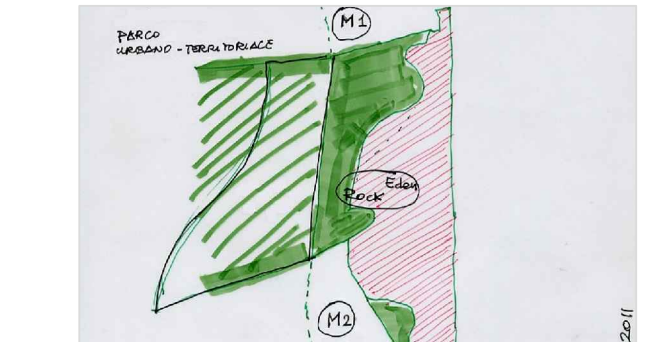 M1
PARCO
URBANO - TERRITORIALE
Eden
Rock
M2
2011